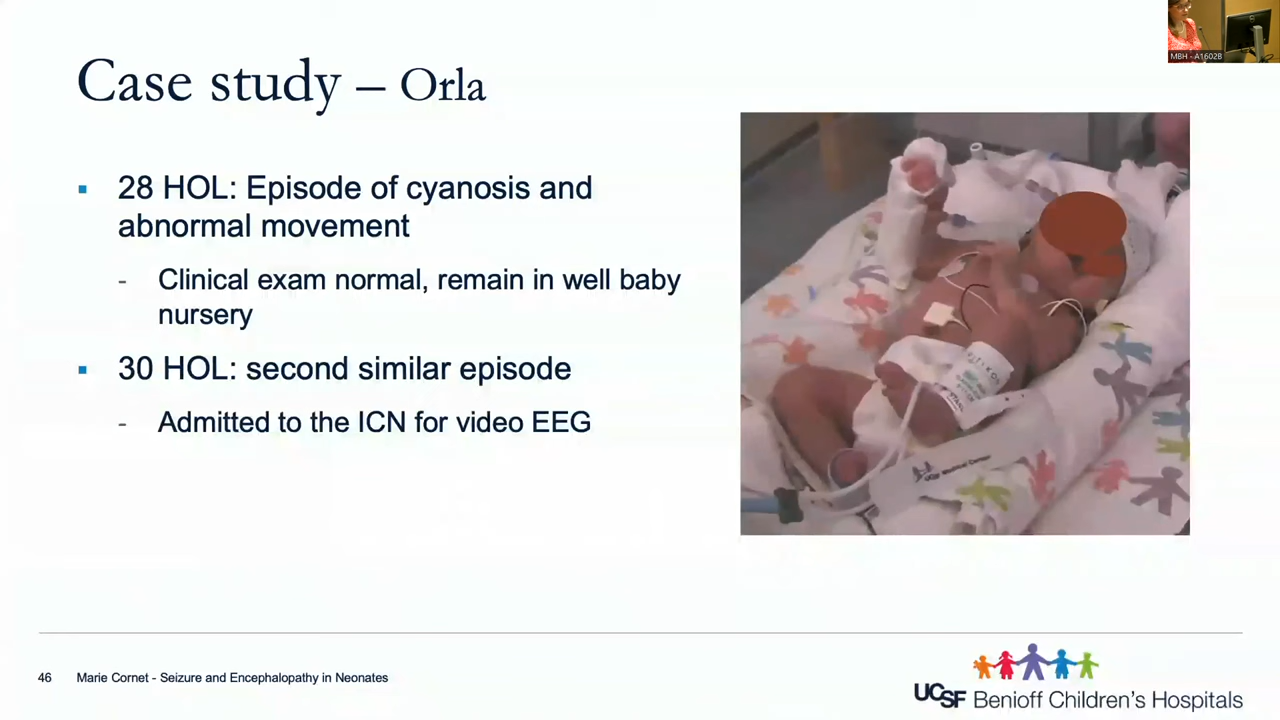 MBH - A1602B
Case study – Orla
▪ 28 HOL: Episode of cyanosis and
abnormal movement
- Clinical exam normal, remain in well baby
nursery
▪ 30 HOL: second similar episode
- Admitted to the ICN for video EEG
46 Marie Cornet - Seizure and Encephalopathy in Neonates
UCSF Benioff Children's Hospitals